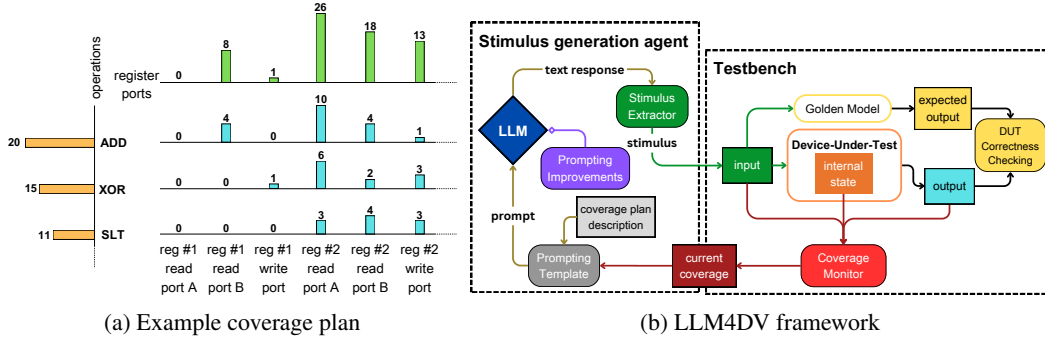 operations
register
ports
0
8
1
26
18
13
20
ADD
0
4
0
10
4
1
15
XOR
0
0
1
6
2
3
11
SLT
0
0
0
3
4
3
reg #1
read
port A
reg #1
read
port B
reg #1
write
port
reg #2
read
port A
reg #2
read
port B
reg #2
write
port
(a) Example coverage plan
Stimulus generation agent
text response
LLM
Stimulus
Extractor
stimulus
Prompting
Improvements
prompt
coverage plan
description
Prompting
Template
current
coverage
Testbench
Golden Model
expected
output
Device-Under-Test
internal
state
input
output
DUT
Correctness
Checking
Coverage
Monitor
(b) LLM4DV framework